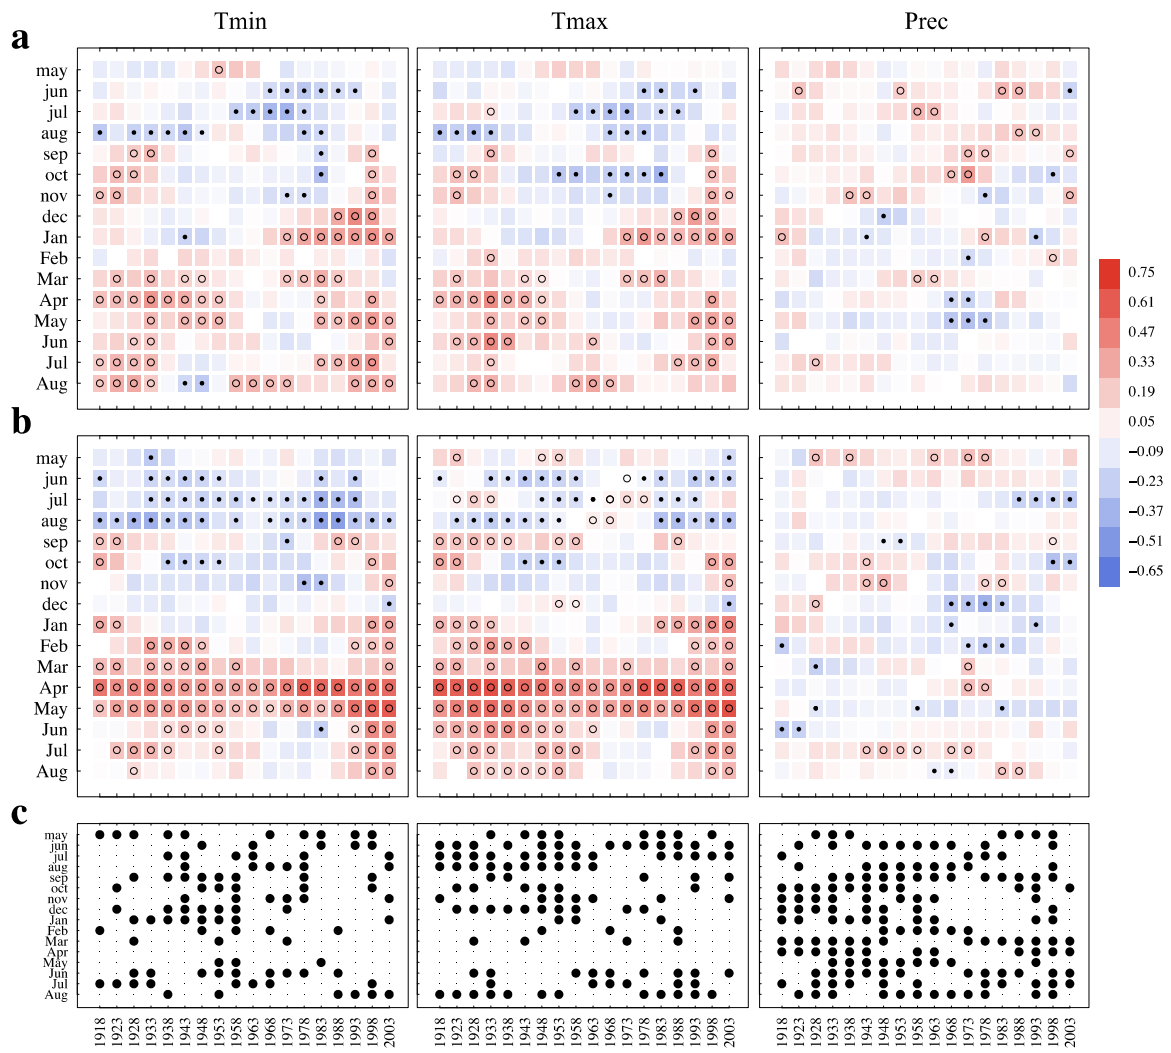 Tmin Tmax Prec
a
may
jun
jul
aug
sep
oct
nov
dec
Jan
Feb
Mar
Apr
May
Jun
Jul
Aug
0.75
0.61
0.47
0.33
0.19
0.05
−0.09
−0.23
−0.37
−0.51
−0.65
b
may
jun
jul
aug
sep
oct
nov
dec
Jan
Feb
Mar
Apr
May
Jun
Jul
Aug
c
may
jun
jul
aug
sep
oct
nov
dec
Jan
Feb
Mar
Apr
May
Jun
Jul
Aug
1918 1923 1928 1933 1938 1943 1948 1953 1958 1963 1968 1973 1978 1983 1988 1993 1998 2003
1918 1923 1928 1933 1938 1943 1948 1953 1958 1963 1968 1973 1978 1983 1988 1993 1998 2003
1918 1923 1928 1933 1938 1943 1948 1953 1958 1963 1968 1973 1978 1983 1988 1993 1998 2003